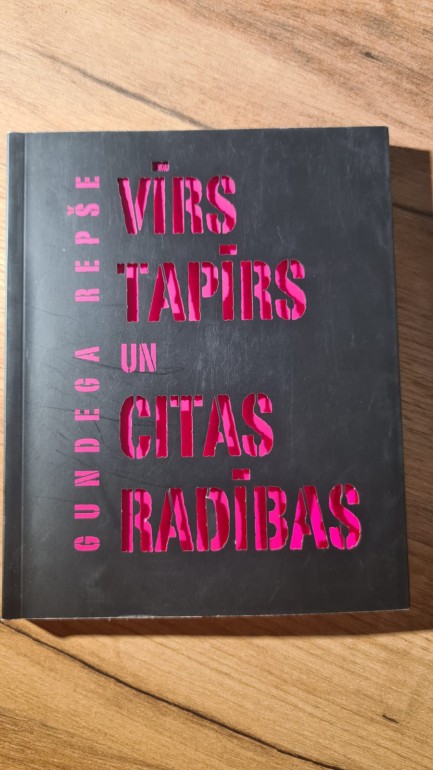 GUNDEGA REPŠE
VĪRS
TAPĪRS
UN
CITAS
RADĪBAS